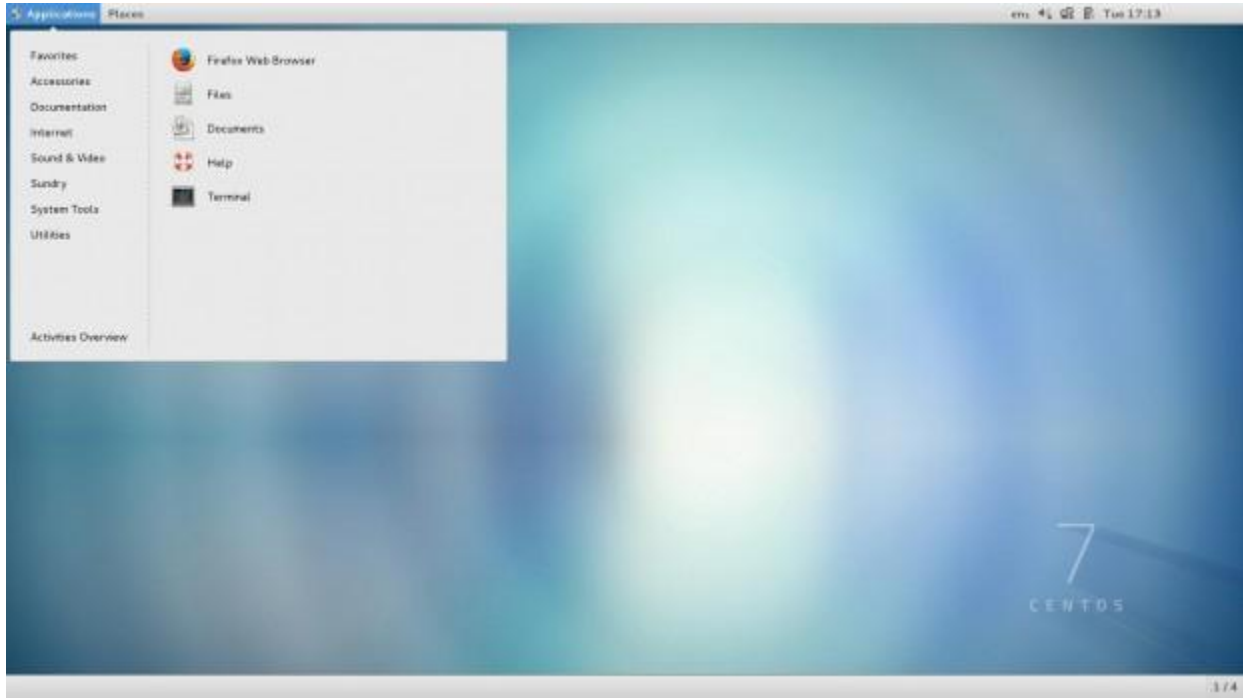 Applications Places en₁ Tue 17:13
Favorites
Accessories
Documentation
Internet
Sound & Video
Sundry
System Tools
Utilities
Activities Overview
Firefox Web Browser
Files
Documents
Help
Terminal
7
CENTOS
1 / 4